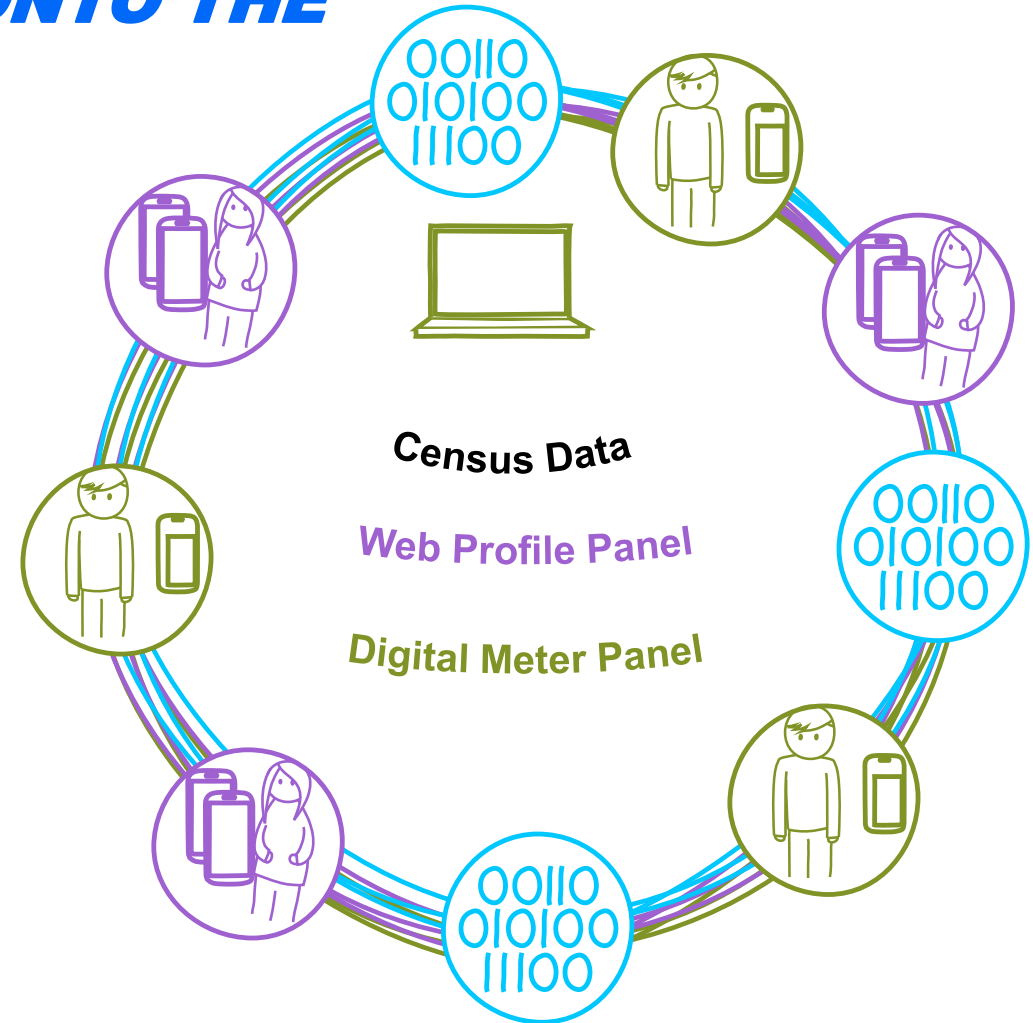 ONTO THE
00110
010100
11100
Census Data
Web Profile Panel
Digital Meter Panel
00110
010100
11100
00110
010100
11100